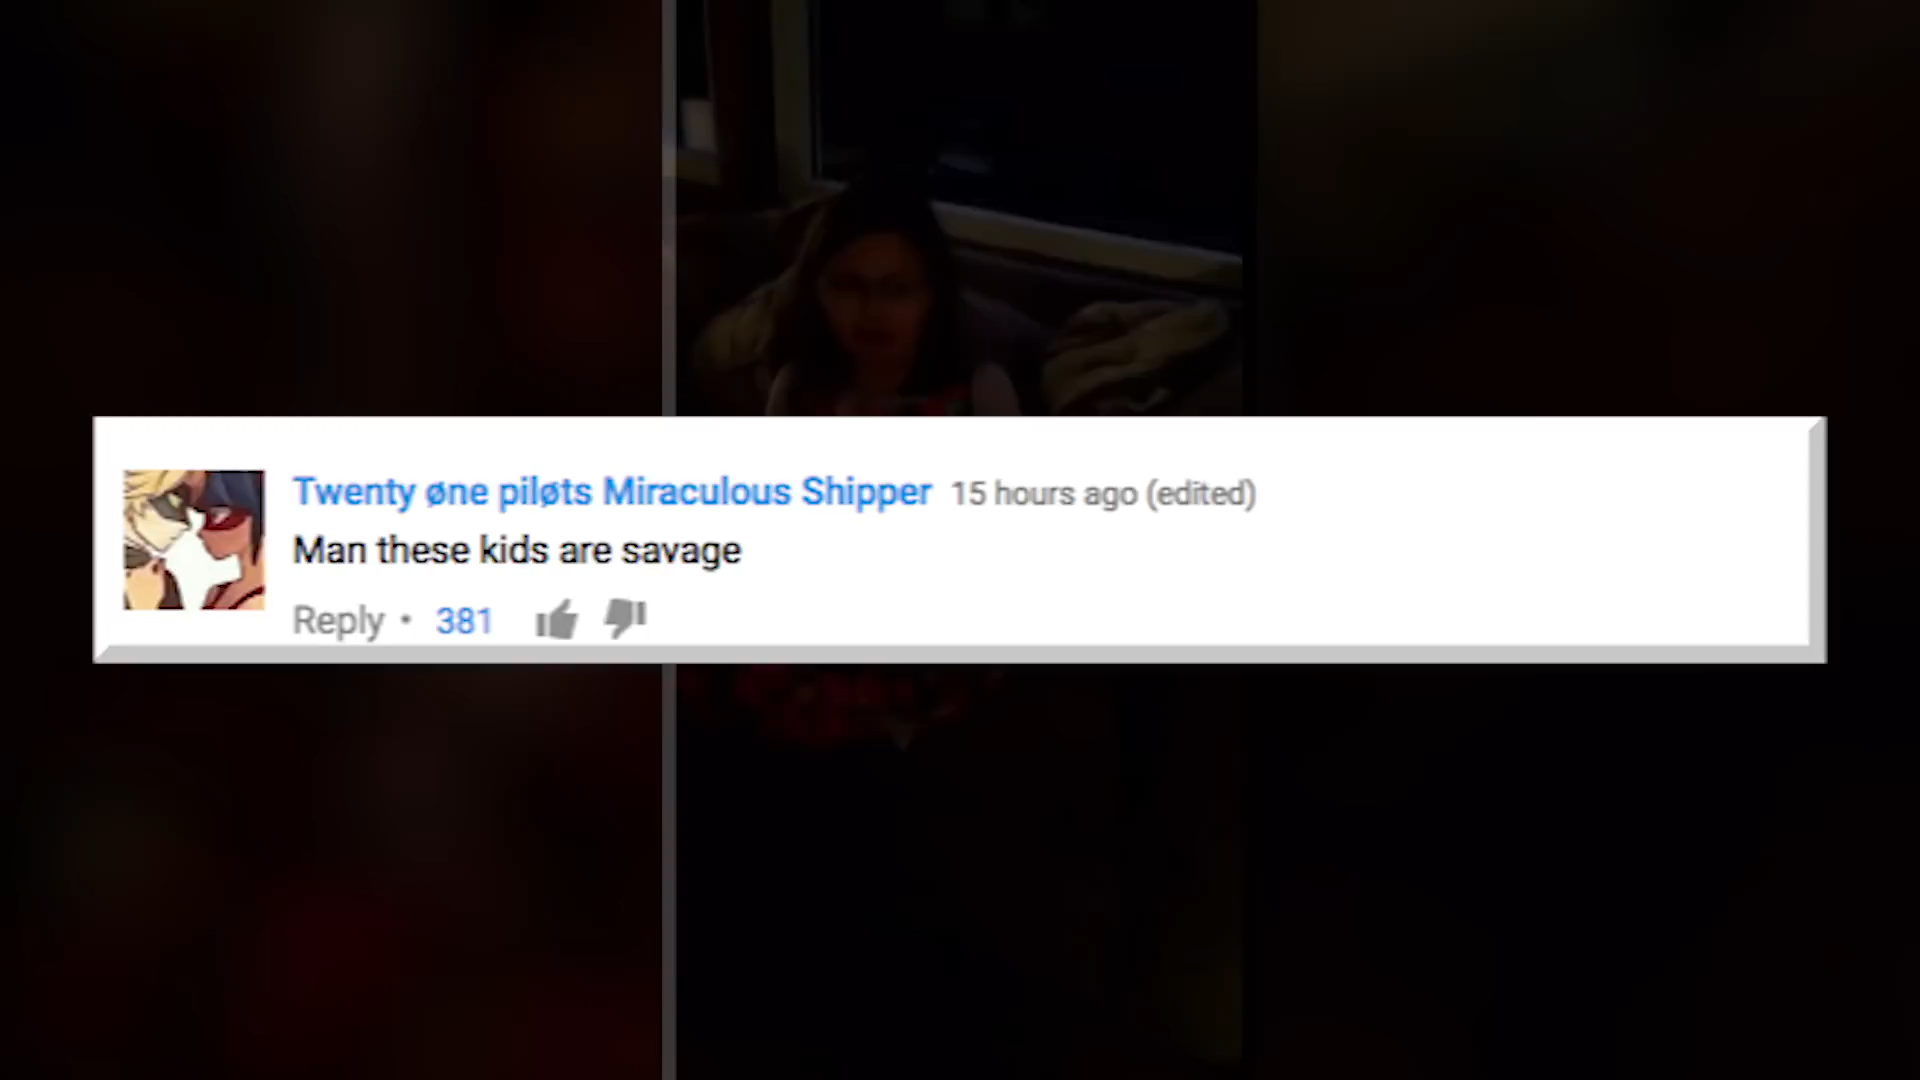 Twenty øne piløts Miraculous Shipper 15 hours ago (edited)
Man these kids are savage
Reply • 381